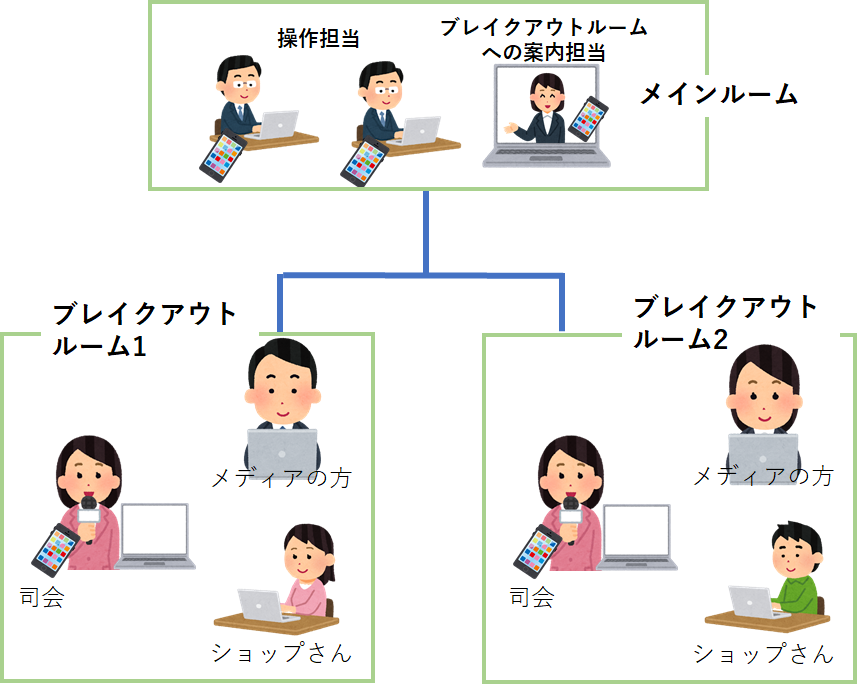 操作担当
ブレイクアウトルーム
への案内担当
メインルーム
ブレイクアウト
ルーム1
メディアの方
司会
ショップさん
ブレイクアウト
ルーム2
メディアの方
司会
ショップさん